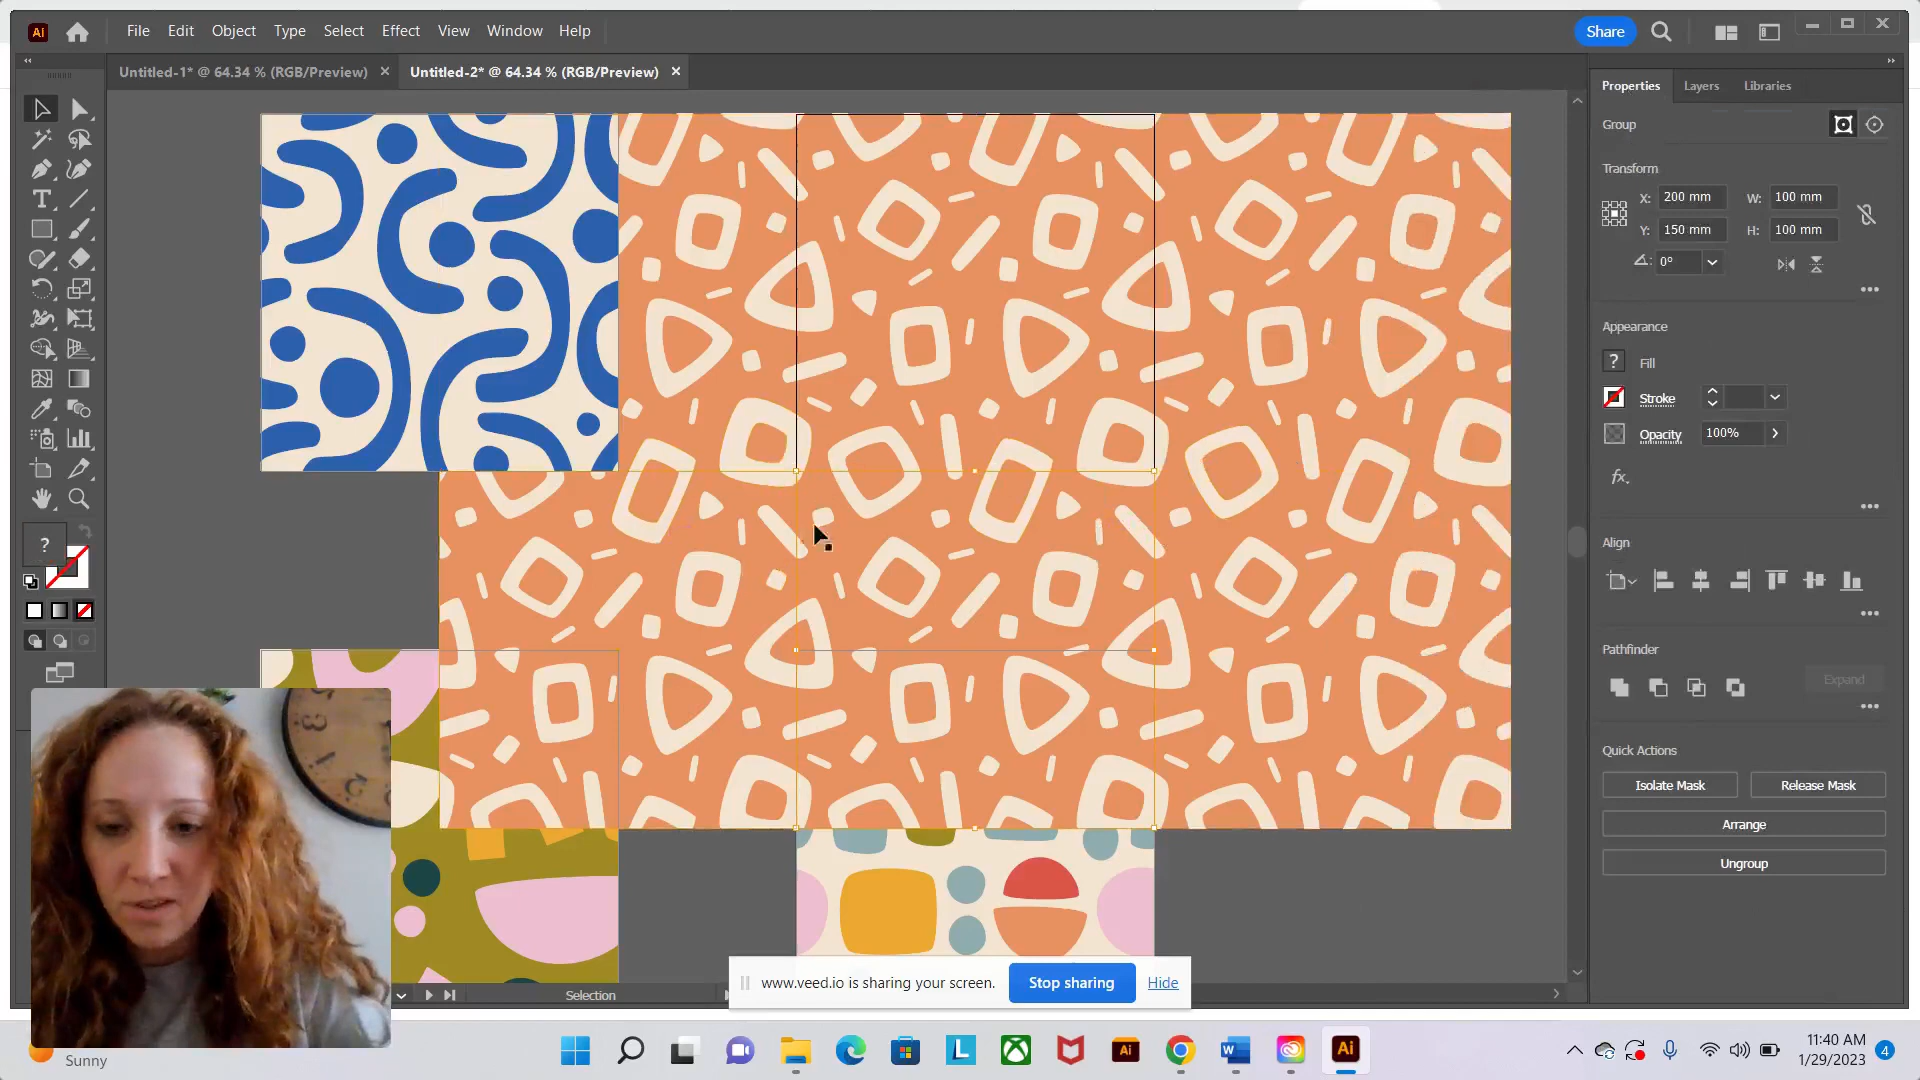 Ai File Edit Object Type Select Effect View Window Help Share
Untitled-1* @ 64.34 % (RGB/Preview) × Untitled-2* @ 64.34 % (RGB/Preview) ×
Properties Layers Libraries
Group
Transform
X: 200 mm W: 100 mm
Y: 150 mm H: 100 mm
0°
Appearance
? Fill
Stroke
Opacity 100%
fx.
Align
Pathfinder
Expand
Quick Actions
Isolate Mask Release Mask
Arrange
Ungroup
T
?
Selection
www.veed.io is sharing your screen. Stop sharing Hide
Sunny
L
W
Ai
Ai
11:40 AM
1/29/2023
4